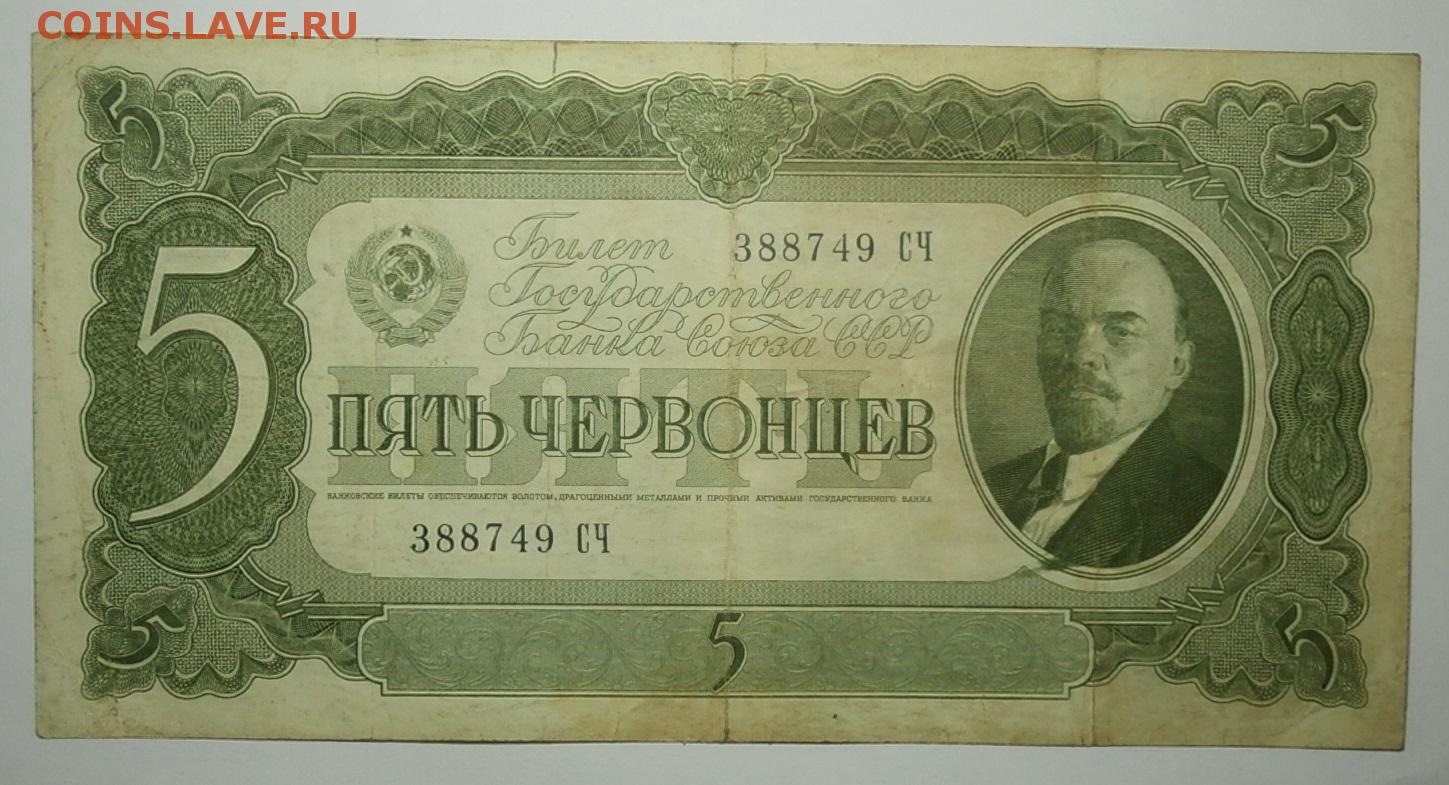 COINS.LAVE.RU
5 5
Билет 388749 СЧ
Государственного
Банка Союза ССР
5
ПЯТЬ
ПЯТЬ ЧЕРВОНЦЕВ
БАНКОВСКИЕ БИЛЕТЫ ОБЕСПЕЧИВАЮТСЯ ЗОЛОТОМ, ДРАГОЦЕННЫМИ МЕТАЛЛАМИ И ПРОЧИМИ АКТИВАМИ ГОСУДАРСТВЕННОГО БАНКА
388749 СЧ
5 5 5